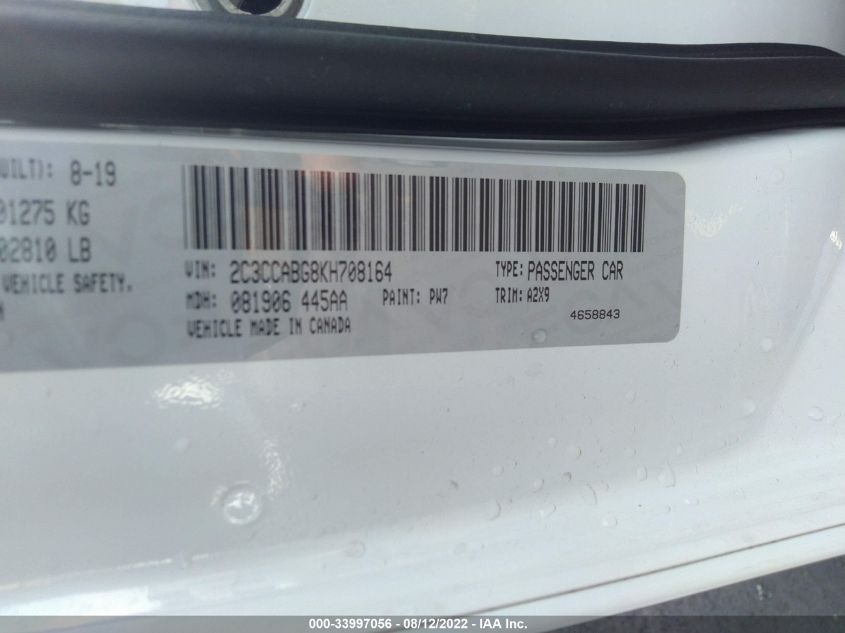 UILT): 8-19
01275 KG
02810 LB
VEHICLE SAFETY,
VIN: 2C3CCABG8KH708164
TYPE: PASSENGER CAR
MDH: 081906 445AA
PAINT: PW7
TRIM: A2X9
VEHICLE MADE IN CANADA
4658843
000-33997056 - 08/12/2022 - IAA Inc.